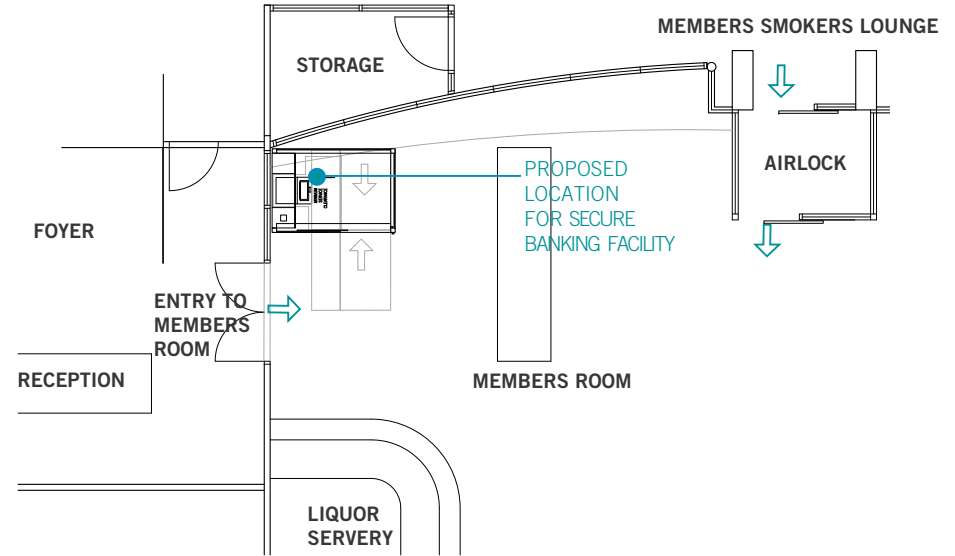 MEMBERS SMOKERS LOUNGE
STORAGE
AIRLOCK
PROPOSED
LOCATION
FOR SECURE
BANKING FACILITY
FOYER
ENTRY TO
MEMBERS
ROOM
RECEPTION
MEMBERS ROOM
LIQUOR
SERVERY